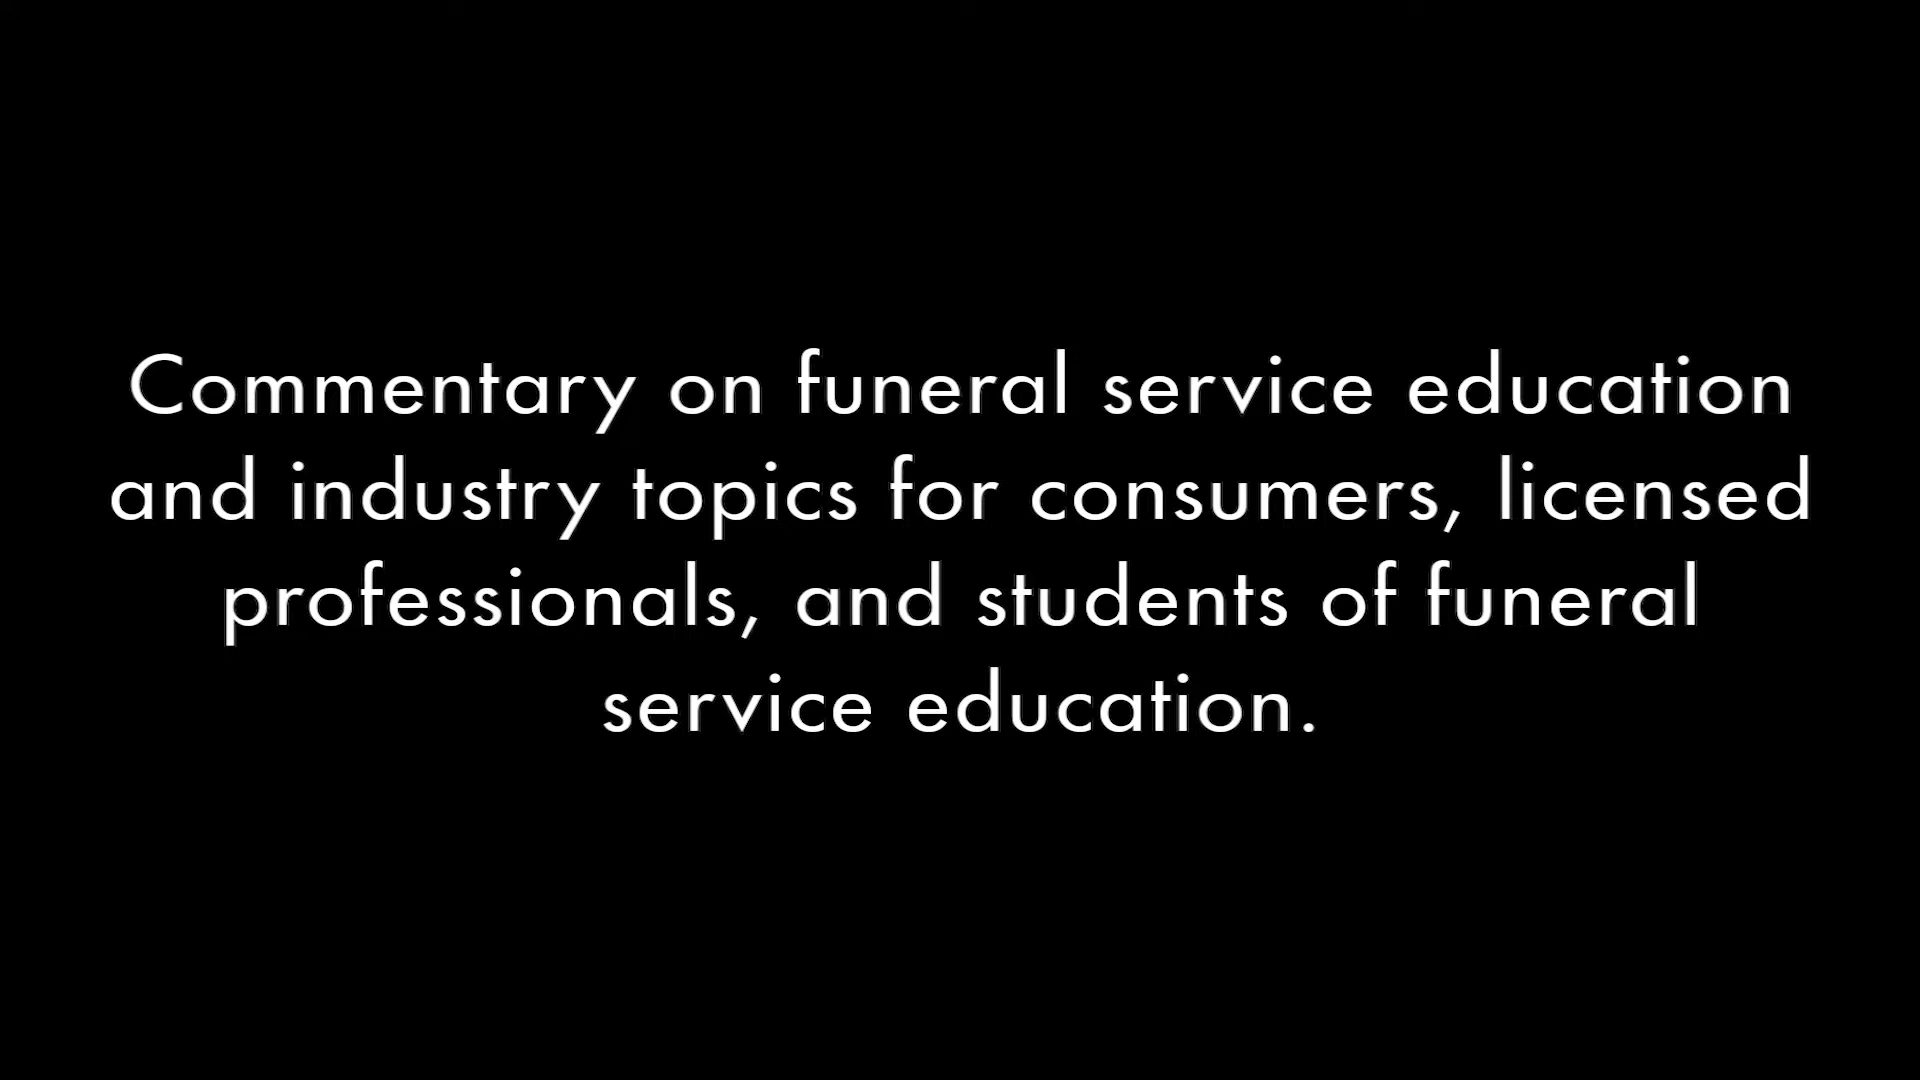 Commentary on funeral service education
and industry topics for consumers, licensed
professionals, and students of funeral
service education.